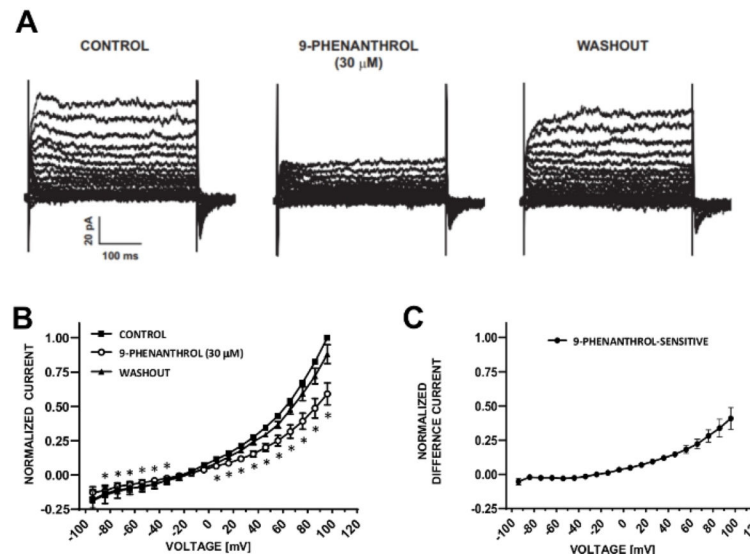 A
CONTROL
9-PHENANTHROL
(30 µM)
WASHOUT
20 pA
100 ms
B
CONTROL
9-PHENANTHROL (30 µM)
WASHOUT
NORMALIZED CURRENT
1.00
0.75
0.50
0.25
0.00
-0.25
* * * * * *
* * * * * * * * * *
-100 -80 -60 -40 -20 0 20 40 60 80 100 120
VOLTAGE [mV]
C
9-PHENANTHROL-SENSITIVE
NORMALIZED
DIFFERNCE CURRENT
1.00
0.75
0.50
0.25
0.00
-0.25
-100 -80 -60 -40 -20 0 20 40 60 80 100 120
VOLTAGE [mV]